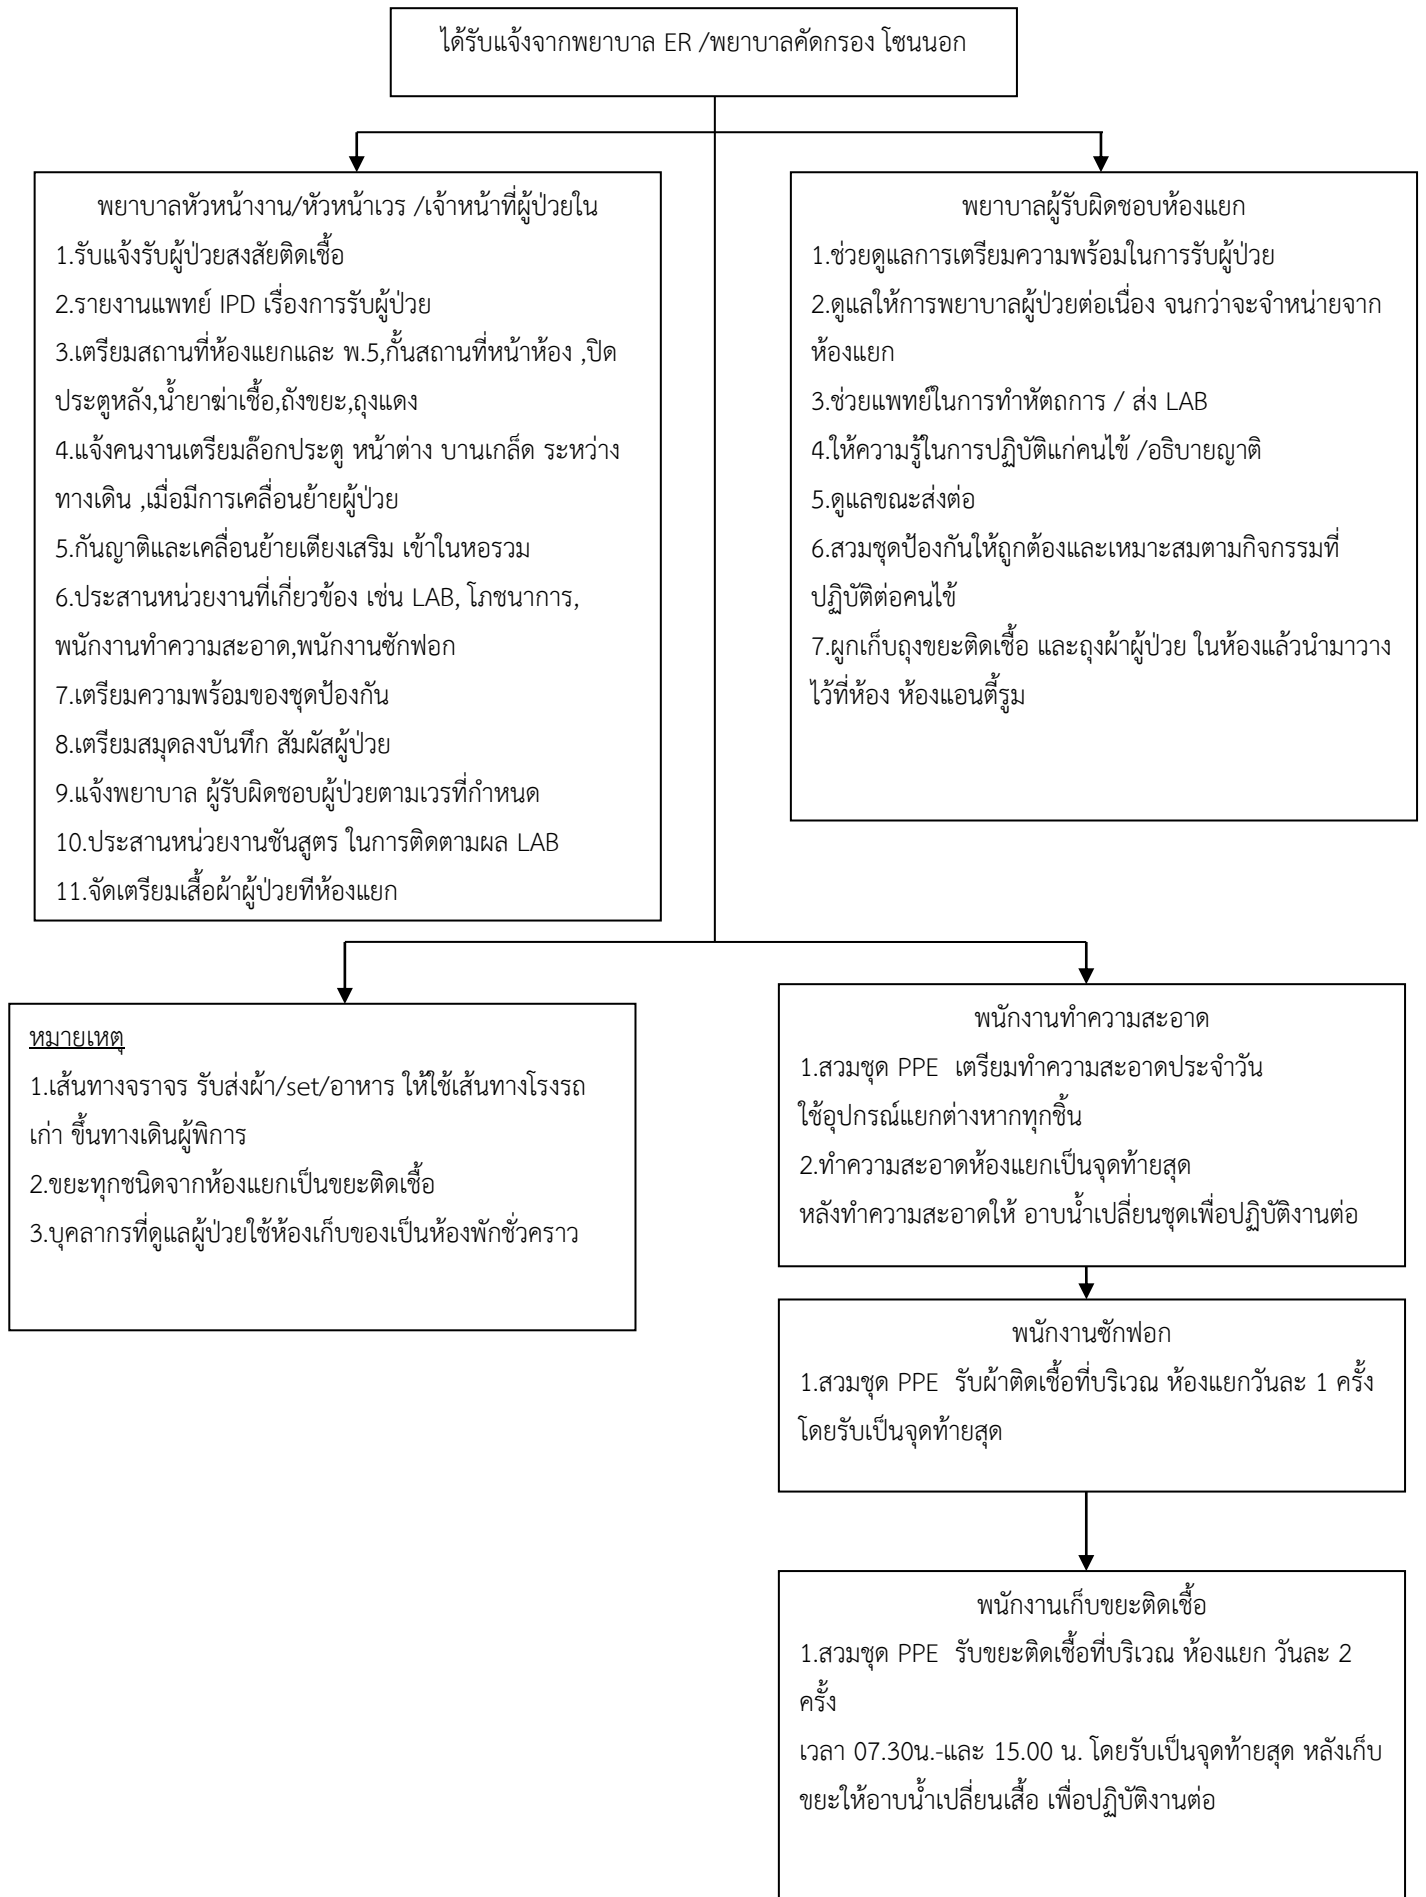 ได้รับแจ้งจากพยาบาล ER /พยาบาลคัดกรอง โซนนอก
พยาบาลหัวหน้างาน/หัวหน้าเวร /เจ้าหน้าที่ผู้ป่วยใน
1.รับแจ้งรับผู้ป่วยสงสัยติดเชื้อ
2.รายงานแพทย์ IPD เรื่องการรับผู้ป่วย
3.เตรียมสถานที่ห้องแยกและ พ.5,กั้นสถานที่หน้าห้อง ,ปิด
ประตูหลัง,น้ำยาฆ่าเชื้อ,ถังขยะ,ถุงแดง
4.แจ้งคนงานเตรียมล๊อกประตู หน้าต่าง บานเกล็ด ระหว่าง
ทางเดิน ,เมื่อมีการเคลื่อนย้ายผู้ป่วย
5.กันญาติและเคลื่อนย้ายเตียงเสริม เข้าในหอรวม
6.ประสานหน่วยงานที่เกี่ยวข้อง เช่น LAB, โภชนาการ,
พนักงานทำความสะอาด,พนักงานซักฟอก
7.เตรียมความพร้อมของชุดป้องกัน
8.เตรียมสมุดลงบันทึก สัมผัสผู้ป่วย
9.แจ้งพยาบาล ผู้รับผิดชอบผู้ป่วยตามเวรที่กำหนด
10.ประสานหน่วยงานชันสูตร ในการติดตามผล LAB
11.จัดเตรียมเสื้อผ้าผู้ป่วยทีห้องแยก
พยาบาลผู้รับผิดชอบห้องแยก
1.ช่วยดูแลการเตรียมความพร้อมในการรับผู้ป่วย
2.ดูแลให้การพยาบาลผู้ป่วยต่อเนื่อง จนกว่าจะจำหน่ายจาก
ห้องแยก
3.ช่วยแพทย์ในการทำหัตถการ / ส่ง LAB
4.ให้ความรู้ในการปฏิบัติแก่คนไข้ /อธิบายญาติ
5.ดูแลขณะส่งต่อ
6.สวมชุดป้องกันให้ถูกต้องและเหมาะสมตามกิจกรรมที่
ปฏิบัติต่อคนไข้
7.ผูกเก็บถุงขยะติดเชื้อ และถุงผ้าผู้ป่วย ในห้องแล้วนำมาวาง
ไว้ที่ห้อง ห้องแอนตี้รูม
หมายเหตุ
1.เส้นทางจราจร รับส่งผ้า/set/อาหาร ให้ใช้เส้นทางโรงรถ
เก่า ขึ้นทางเดินผู้พิการ
2.ขยะทุกชนิดจากห้องแยกเป็นขยะติดเชื้อ
3.บุคลากรที่ดูแลผู้ป่วยใช้ห้องเก็บของเป็นห้องพักชั่วคราว
พนักงานทำความสะอาด
1.สวมชุด PPE เตรียมทำความสะอาดประจำวัน
ใช้อุปกรณ์แยกต่างหากทุกชิ้น
2.ทำความสะอาดห้องแยกเป็นจุดท้ายสุด
หลังทำความสะอาดให้ อาบน้ำเปลี่ยนชุดเพื่อปฏิบัติงานต่อ
พนักงานซักฟอก
1.สวมชุด PPE รับผ้าติดเชื้อที่บริเวณ ห้องแยกวันละ 1 ครั้ง
โดยรับเป็นจุดท้ายสุด
พนักงานเก็บขยะติดเชื้อ
1.สวมชุด PPE รับขยะติดเชื้อที่บริเวณ ห้องแยก วันละ 2
ครั้ง
เวลา 07.30น.-และ 15.00 น. โดยรับเป็นจุดท้ายสุด หลังเก็บ
ขยะให้อาบน้ำเปลี่ยนเสื้อ เพื่อปฏิบัติงานต่อ